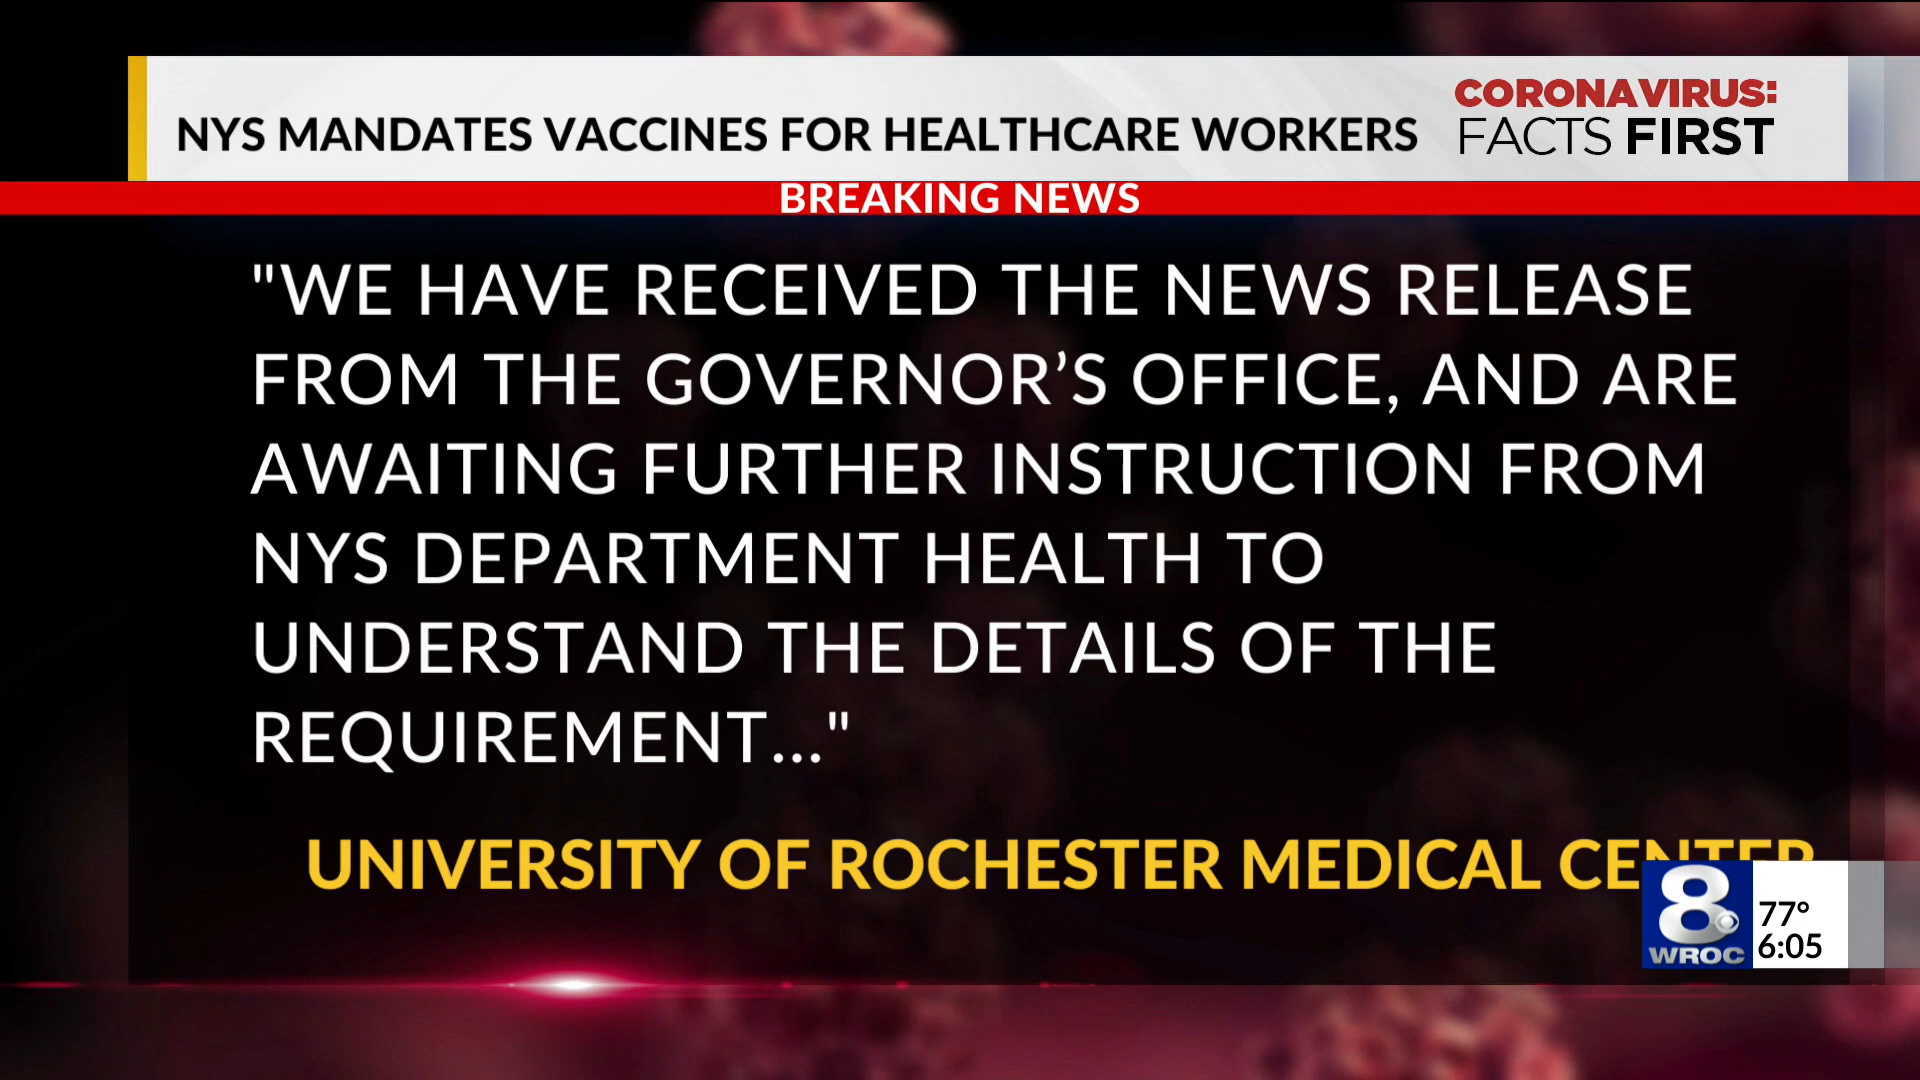 NYS MANDATES VACCINES FOR HEALTHCARE WORKERS
CORONAVIRUS:
FACTS FIRST
BREAKING NEWS
"WE HAVE RECEIVED THE NEWS RELEASE
FROM THE GOVERNOR’S OFFICE, AND ARE
AWAITING FURTHER INSTRUCTION FROM
NYS DEPARTMENT HEALTH TO
UNDERSTAND THE DETAILS OF THE
REQUIREMENT..."
UNIVERSITY OF ROCHESTER MEDICAL CENTER
8
WROC
77°
6:05